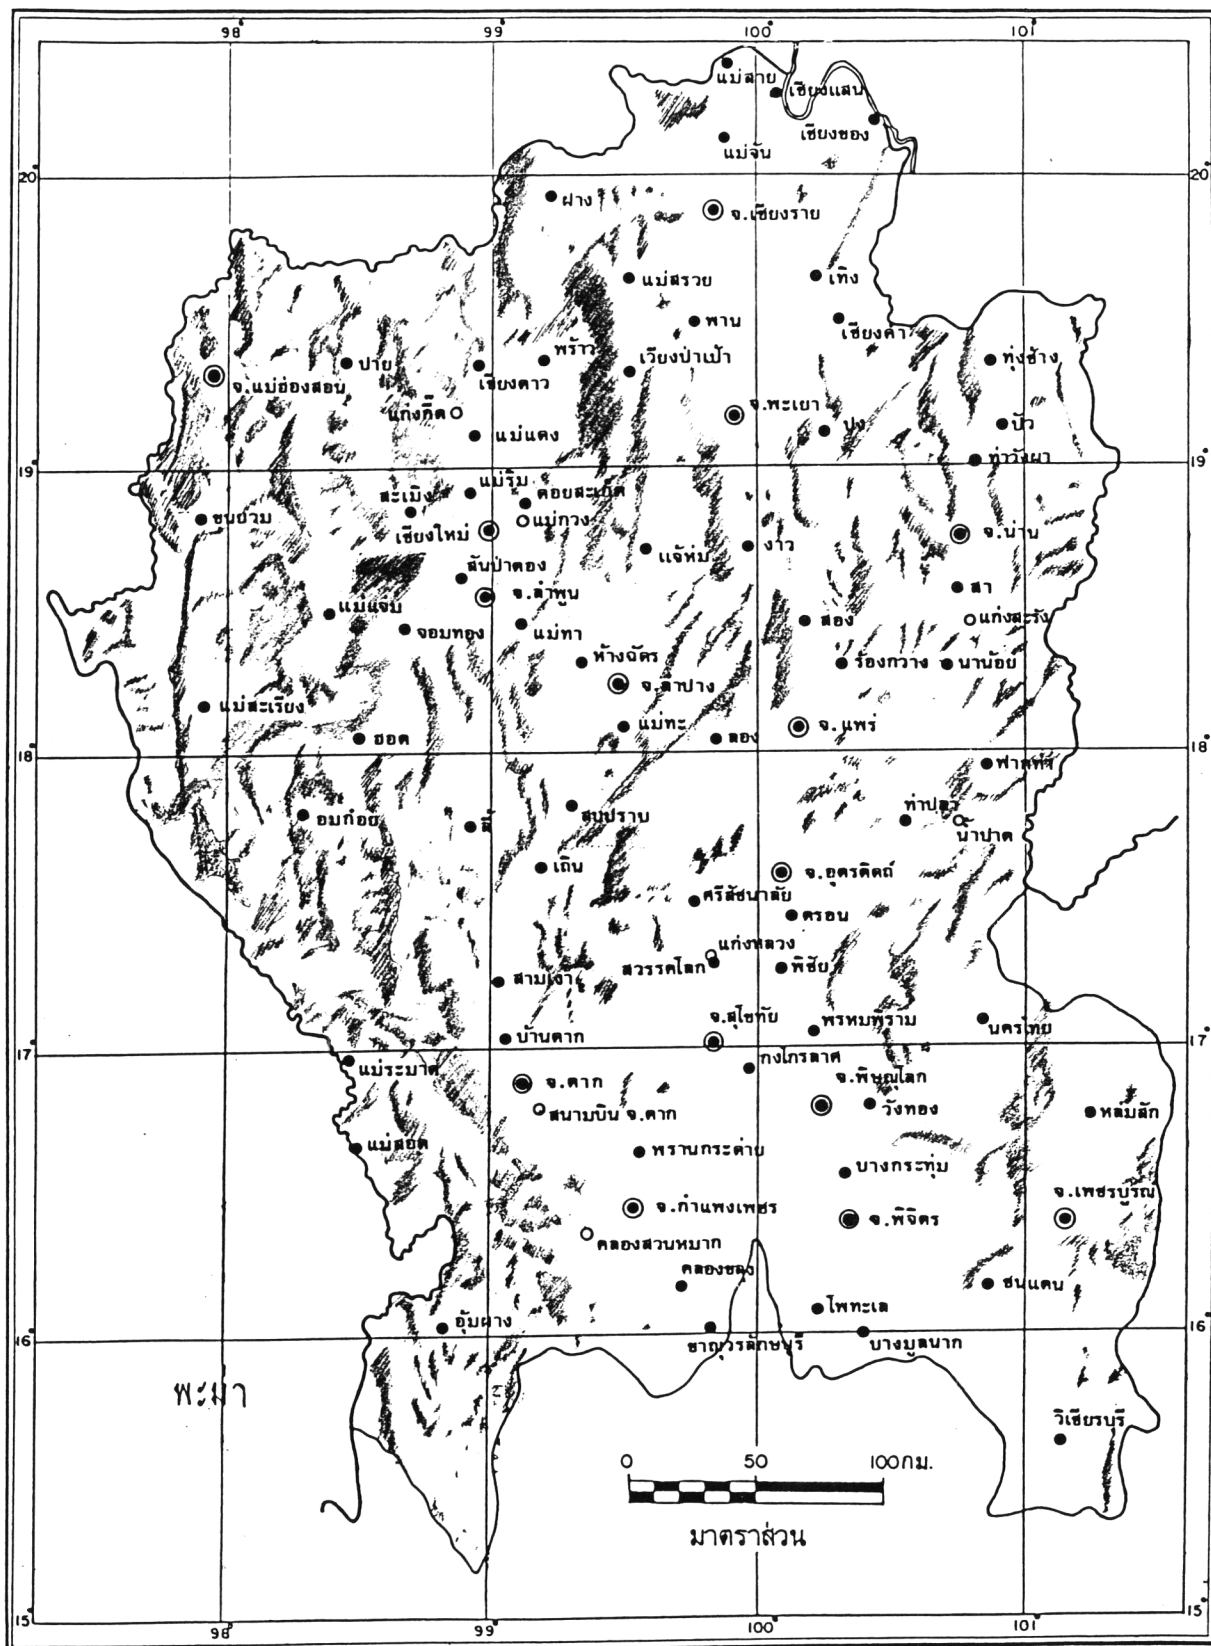 98°
99°
100°
101°
แม่สาย
เชียงแสน
เชียงของ
แม่จัน
20°
20°
ฝาง
จ.เชียงราย
แม่สรวย
เทิง
พาน
เชียงคำ
พร้าว
เวียงป่าเป้า
ทุ่งช้าง
ปาย
เชียงดาว
จ.แม่ฮ่องสอน
จ.พะเยา
แก่งกื๊ด
ปง
ปัว
แม่แตง
ท่าวังผา
19°
19°
แม่ริม
ดอยสะเก็ด
สะเมิง
ขุนยวม
แม่กวง
เชียงใหม่
จ.น่าน
งาว
แจ้ห่ม
สันป่าตอง
สา
จ.ลำพูน
แม่แจ่ม
สอง
แก่งสะรัง
จอมทอง
แม่ทา
ห้างฉัตร
ร้องกวาง
นาน้อย
จ.ลำปาง
แม่สะเรียง
แม่ทะ
จ.แพร่
ฮอด
ลอง
18°
18°
ฟากท่า
ท่าปลา
อมก๋อย
สบปราบ
ลี้
น้ำปาด
เถิน
จ.อุตรดิตถ์
ศรีสัชนาลัย
ตรอน
แก่งหลวง
สวรรคโลก
พิชัย
สามเงา
จ.สุโขทัย
พรหมพิราม
นครไทย
บ้านตาก
17°
17°
กงไกรลาศ
แม่ระมาด
จ.พิษณุโลก
จ.ตาก
สนามบิน จ.ตาก
วังทอง
หล่มสัก
แม่สอด
พรานกระต่าย
บางกระทุ่ม
จ.เพชรบูรณ์
จ.กำแพงเพชร
จ.พิจิตร
คลองสวนหมาก
คลองขลุง
ชนแดน
โพทะเล
อุ้มผาง
16°
16°
ขาณุวรลักษบุรี
บางมูลนาก
พะมา
วิเชียรบุรี
0
50
100กม.
มาตราส่วน
15°
15°
98°
99°
100°
101°